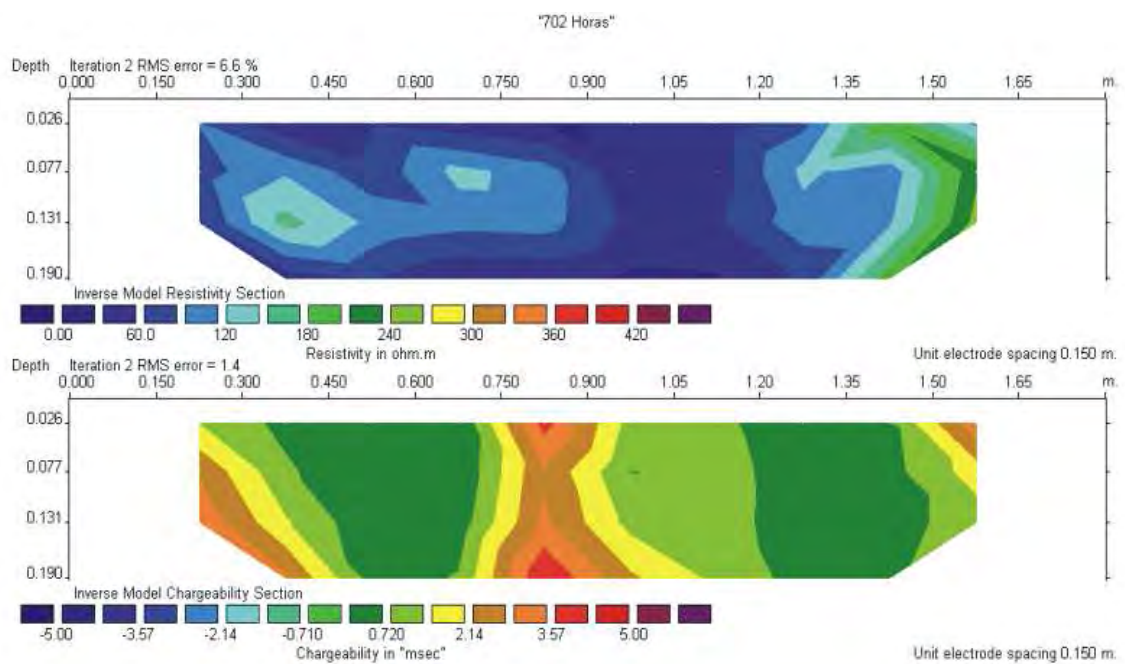 "702 Horas"
Depth Iteration 2 RMS error = 6.6 %
0.000 0.150 0.300 0.450 0.600 0.750 0.900 1.05 1.20 1.35 1.50 1.65 m.
0.026
0.077
0.131
0.190
Inverse Model Resistivity Section
0.00 60.0 120 180 240 300 360 420
Resistivity in ohm.m
Unit electrode spacing 0.150 m.
Depth Iteration 2 RMS error = 1.4
0.000 0.150 0.300 0.450 0.600 0.750 0.900 1.05 1.20 1.35 1.50 1.65 m.
0.026
0.077
0.131
0.190
Inverse Model Chargeability Section
-5.00 -3.57 -2.14 -0.710 0.720 2.14 3.57 5.00
Chargeability in "msec"
Unit electrode spacing 0.150 m.